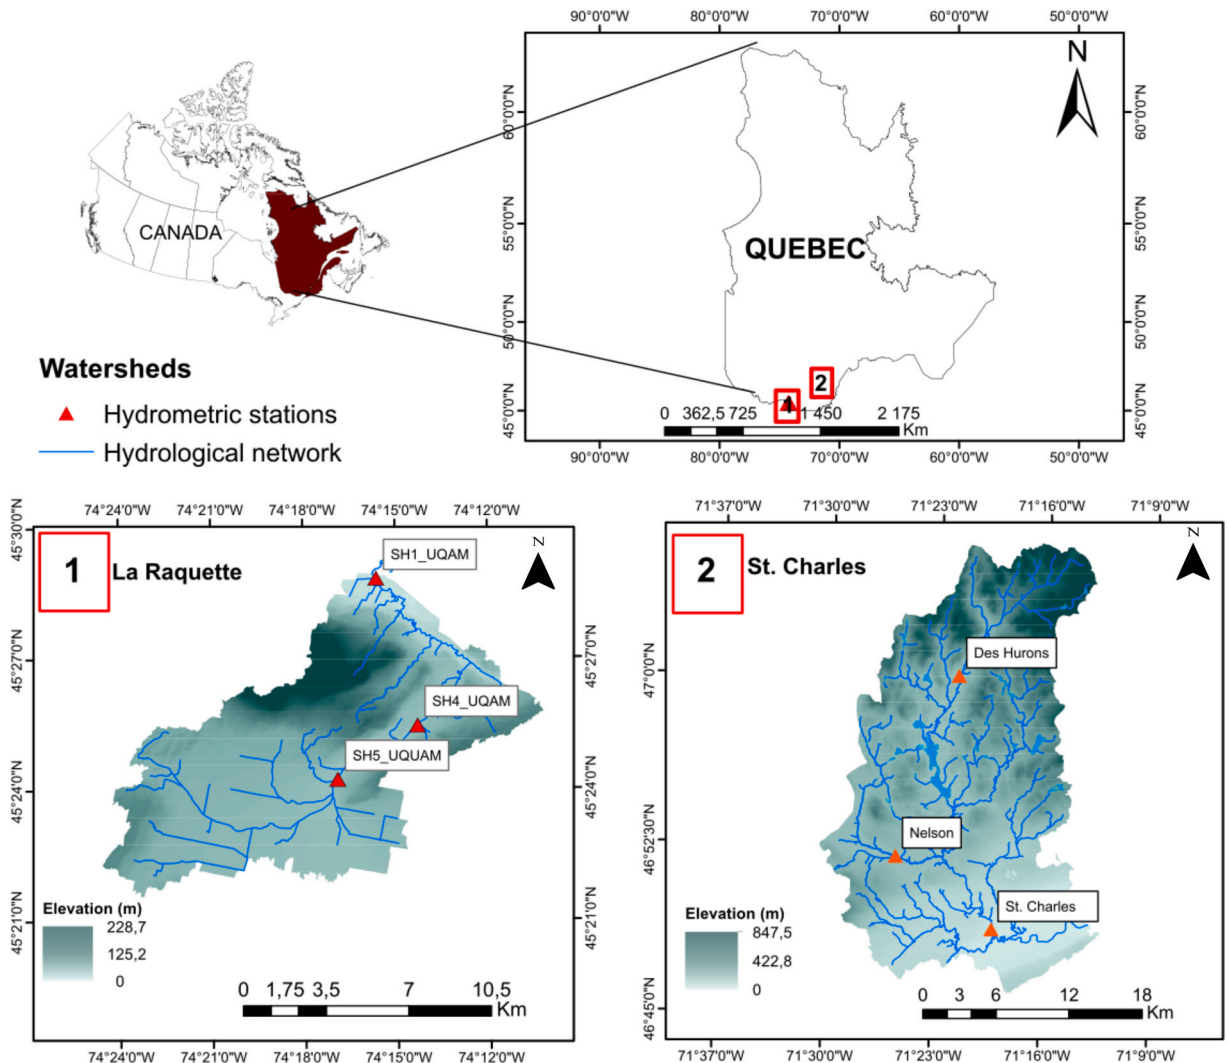 90°0'0"W 80°0'0"W 70°0'0"W 60°0'0"W 50°0'0"W
N
60°0'0"N
60°0'0"N
CANADA
55°0'0"N
55°0'0"N
QUEBEC
50°0'0"N
50°0'0"N
Watersheds
Hydrometric stations
Hydrological network
2
1
45°0'0"N
45°0'0"N
0 362,5 725 1 450 2 175
Km
90°0'0"W 80°0'0"W 70°0'0"W 60°0'0"W 50°0'0"W
74°24'0"W 74°21'0"W 74°18'0"W 74°15'0"W 74°12'0"W
45°30'0"N
1
La Raquette
SH1_UQAM
N
45°27'0"N
45°27'0"N
SH4_UQAM
SH5_UQUAM
45°24'0"N
45°24'0"N
Elevation (m)
228,7
125,2
0
45°21'0"N
45°21'0"N
0 1,75 3,5 7 10,5
Km
74°24'0"W 74°21'0"W 74°18'0"W 74°15'0"W 74°12'0"W
71°37'0"W 71°30'0"W 71°23'0"W 71°16'0"W 71°9'0"W
2
St. Charles
N
Des Hurons
47°0'0"N
Nelson
46°52'30"N
St. Charles
Elevation (m)
847,5
422,8
0
46°45'0"N
0 3 6 12 18
Km
71°37'0"W 71°30'0"W 71°23'0"W 71°16'0"W 71°9'0"W